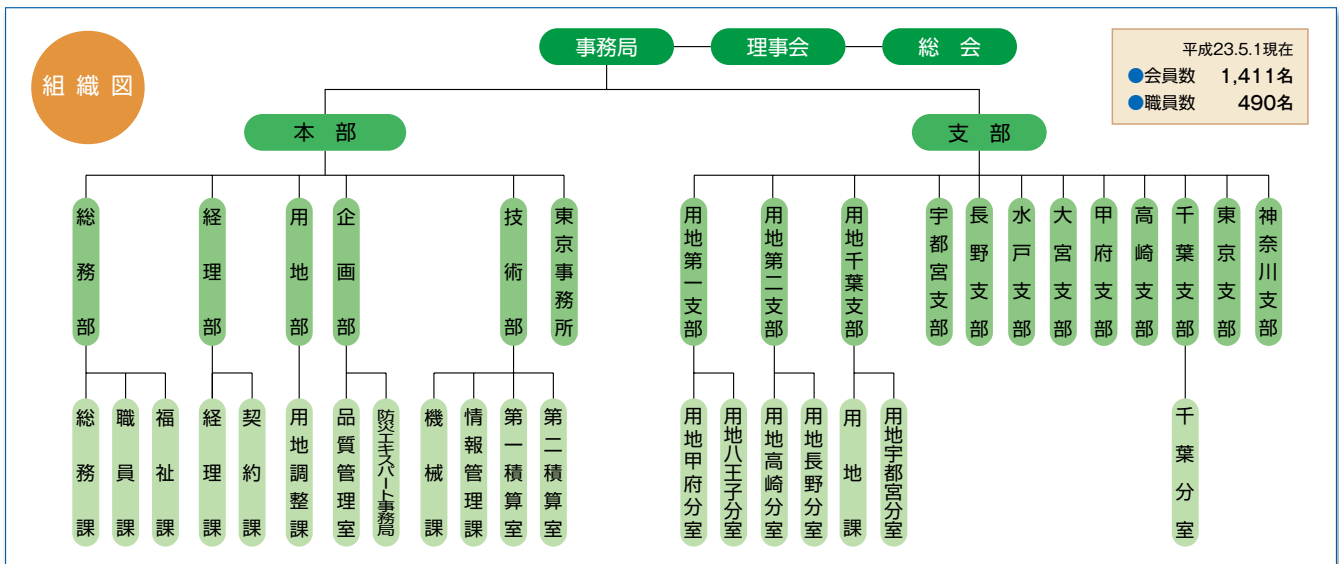 組織図
事務局
理事会
総会
平成23.5.1現在
●会員数 1,411名
●職員数 490名
本部
支部
総務部
経理部
用地部
企画部
技術部
東京事務所
用地第一支部
用地第二支部
用地千葉支部
宇都宮支部
長野支部
水戸支部
大宮支部
甲府支部
高崎支部
千葉支部
東京支部
神奈川支部
総務課
職員課
福祉課
経理課
契約課
用地調整課
品質管理室
防災エキスパート事務局
機械課
情報管理課
第一積算室
第二積算室
用地甲府分室
用地八王子分室
用地高崎分室
用地長野分室
用地課
用地宇都宮分室
千葉分室